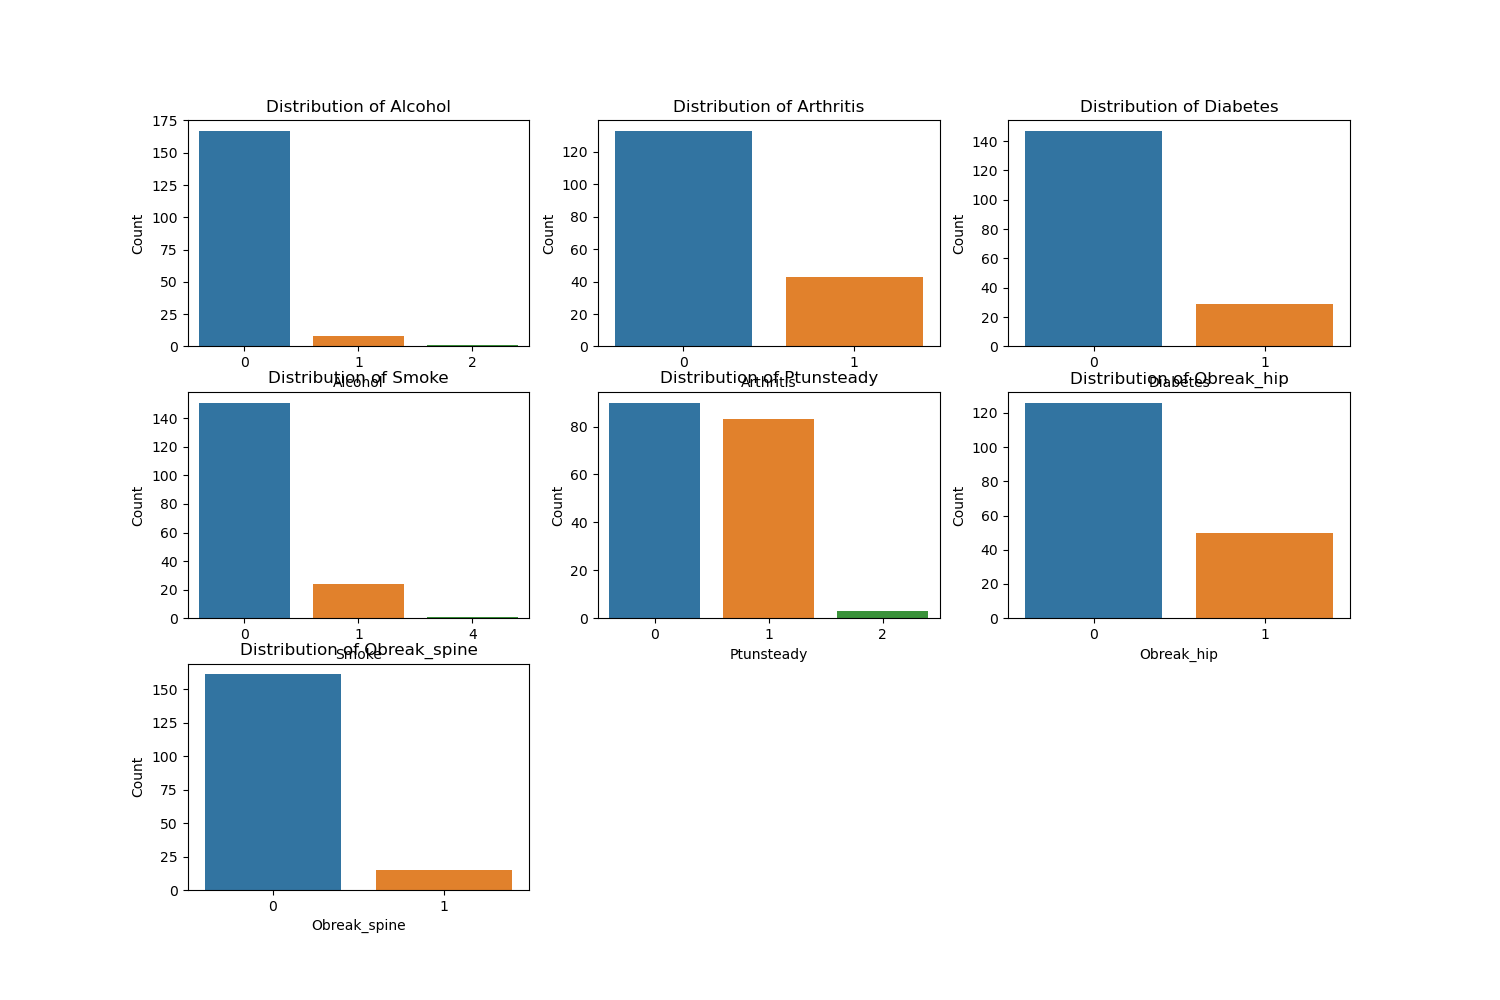 Distribution of Alcohol
175
150
125
100
75
50
25
0
Count
0 1 2
Alcohol
Distribution of Arthritis
120
100
80
60
40
20
0
Count
0 1
Arthritis
Distribution of Diabetes
140
120
100
80
60
40
20
0
Count
0 1
Diabetes
Distribution of Smoke
140
120
100
80
60
40
20
0
Count
0 1 4
Smoke
Distribution of Ptunsteady
80
60
40
20
0
Count
0 1 2
Ptunsteady
Distribution of Obreak_hip
120
100
80
60
40
20
0
Count
0 1
Obreak_hip
Distribution of Obreak_spine
150
125
100
75
50
25
0
Count
0 1
Obreak_spine